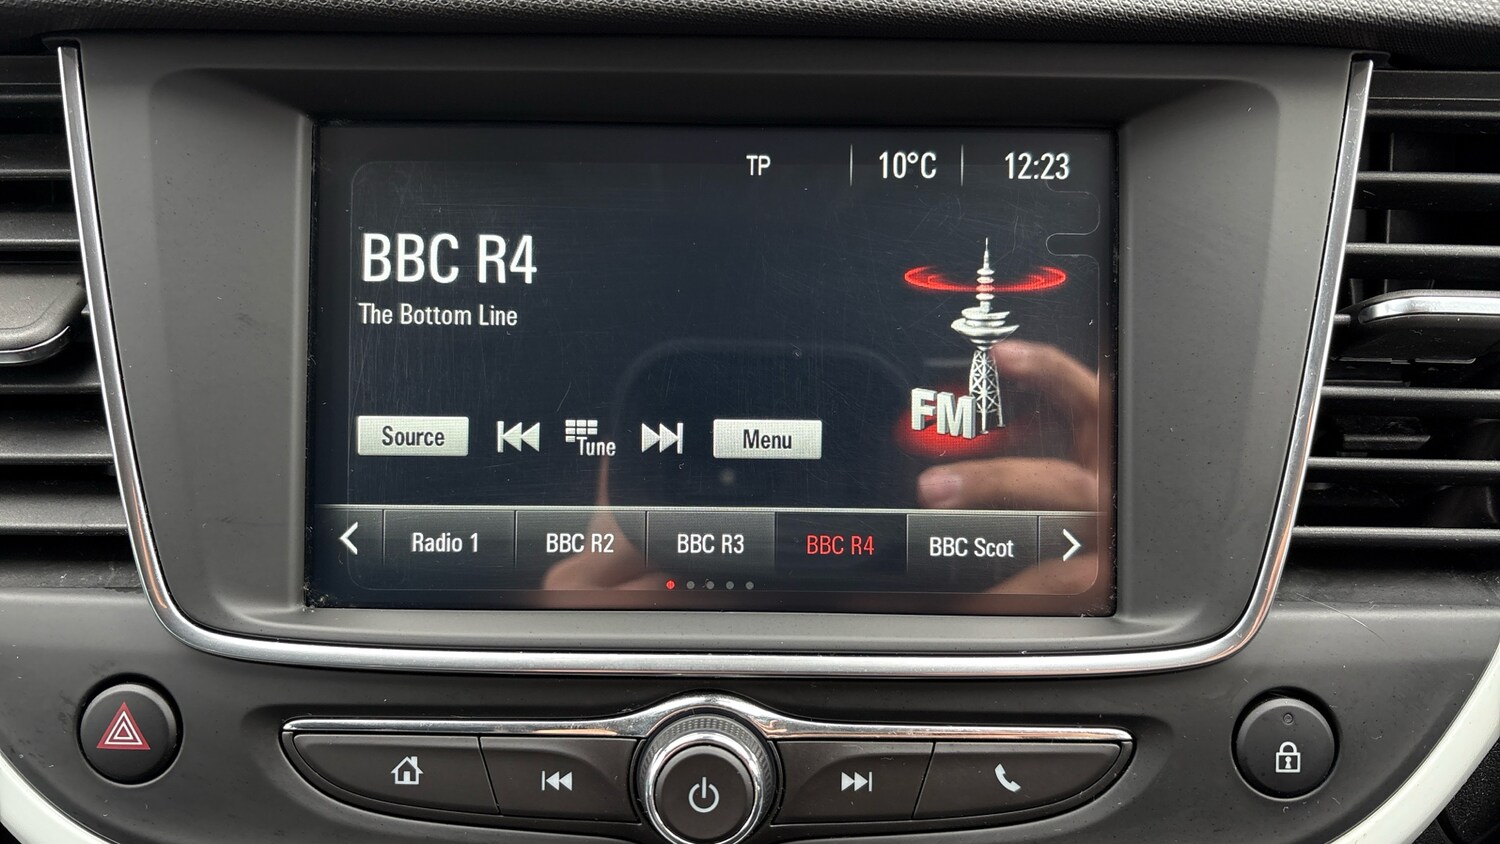 TP 10°C 12:23
BBC R4
The Bottom Line
FM
Source Tune Menu
Radio 1 BBC R2 BBC R3 BBC R4 BBC Scot